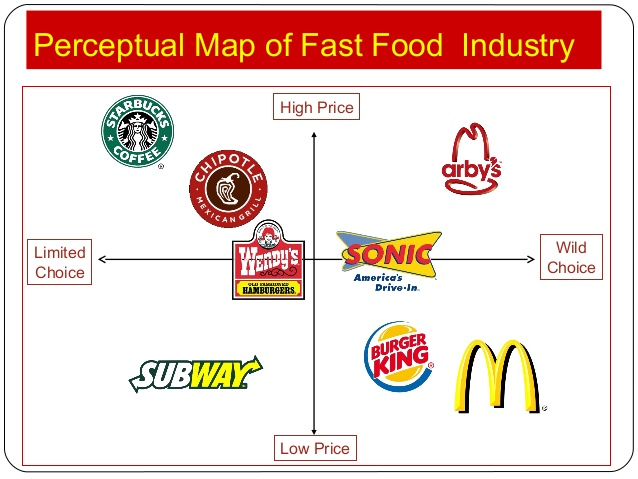 Perceptual Map of Fast Food Industry
High Price
STARBUCKS
COFFEE
®
CHIPOTLE
MEXICAN GRILL
arby's
Limited
Choice
WENDY'S
OLD FASHIONED
HAMBURGERS.
SONIC
America's
Drive-In.
Wild
Choice
SUBWAY
BURGER
KING
®
M
®
Low Price